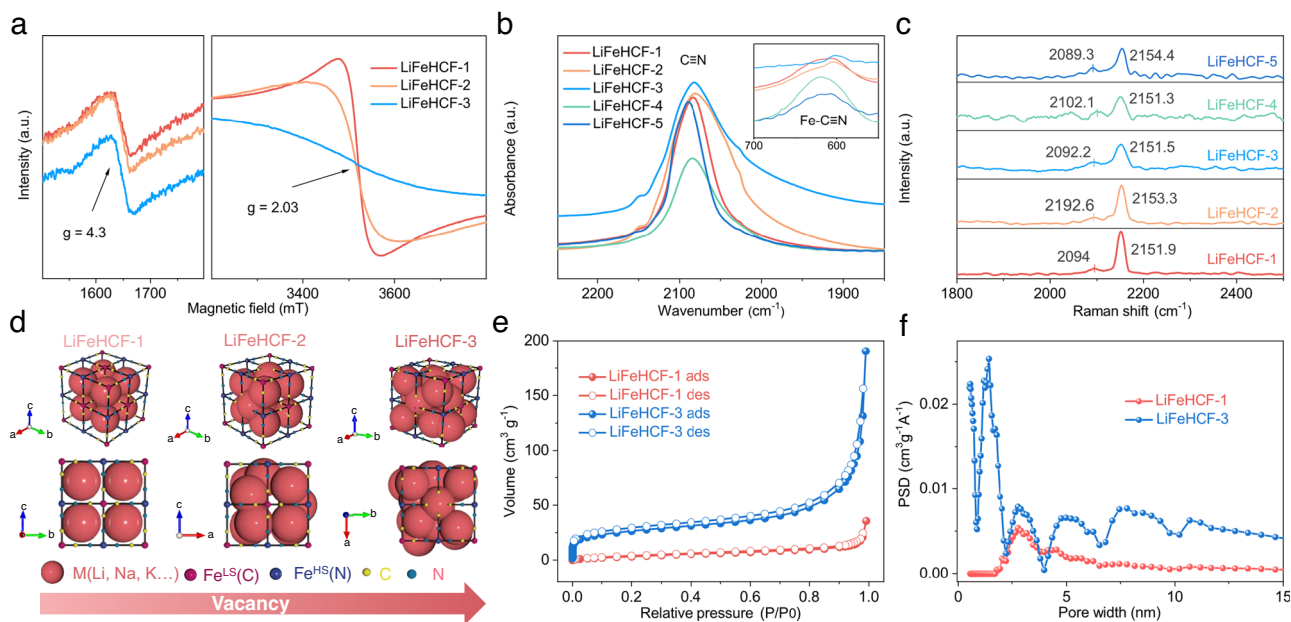 a
Intensity (a.u.)
LiFeHCF-1
LiFeHCF-2
LiFeHCF-3
g = 4.3
g = 2.03
1600
1700
3400
3600
Magnetic field (mT)
b
Absorbance (a.u.)
LiFeHCF-1
LiFeHCF-2
LiFeHCF-3
LiFeHCF-4
LiFeHCF-5
C≡N
Fe-C≡N
700
600
2200
2100
2000
1900
Wavenumber (cm⁻¹)
c
Intensity (a.u.)
2089.3
2154.4
LiFeHCF-5
2102.1
2151.3
LiFeHCF-4
2092.2
2151.5
LiFeHCF-3
2192.6
2153.3
LiFeHCF-2
2094
2151.9
LiFeHCF-1
1800
2000
2200
2400
Raman shift (cm⁻¹)
d
LiFeHCF-1
LiFeHCF-2
LiFeHCF-3
c
a
b
c
a
b
c
a
b
c
b
c
a
b
a
M(Li, Na, K...)
Feᴸˢ(C)
Feᴴˢ(N)
C
N
Vacancy
e
Volume (cm³ g⁻¹)
200
150
100
50
0
LiFeHCF-1 ads
LiFeHCF-1 des
LiFeHCF-3 ads
LiFeHCF-3 des
0.0
0.2
0.4
0.6
0.8
1.0
Relative pressure (P/P0)
f
PSD (cm³g⁻¹A⁻¹)
0.02
0.01
0.00
LiFeHCF-1
LiFeHCF-3
0
5
10
15
Pore width (nm)